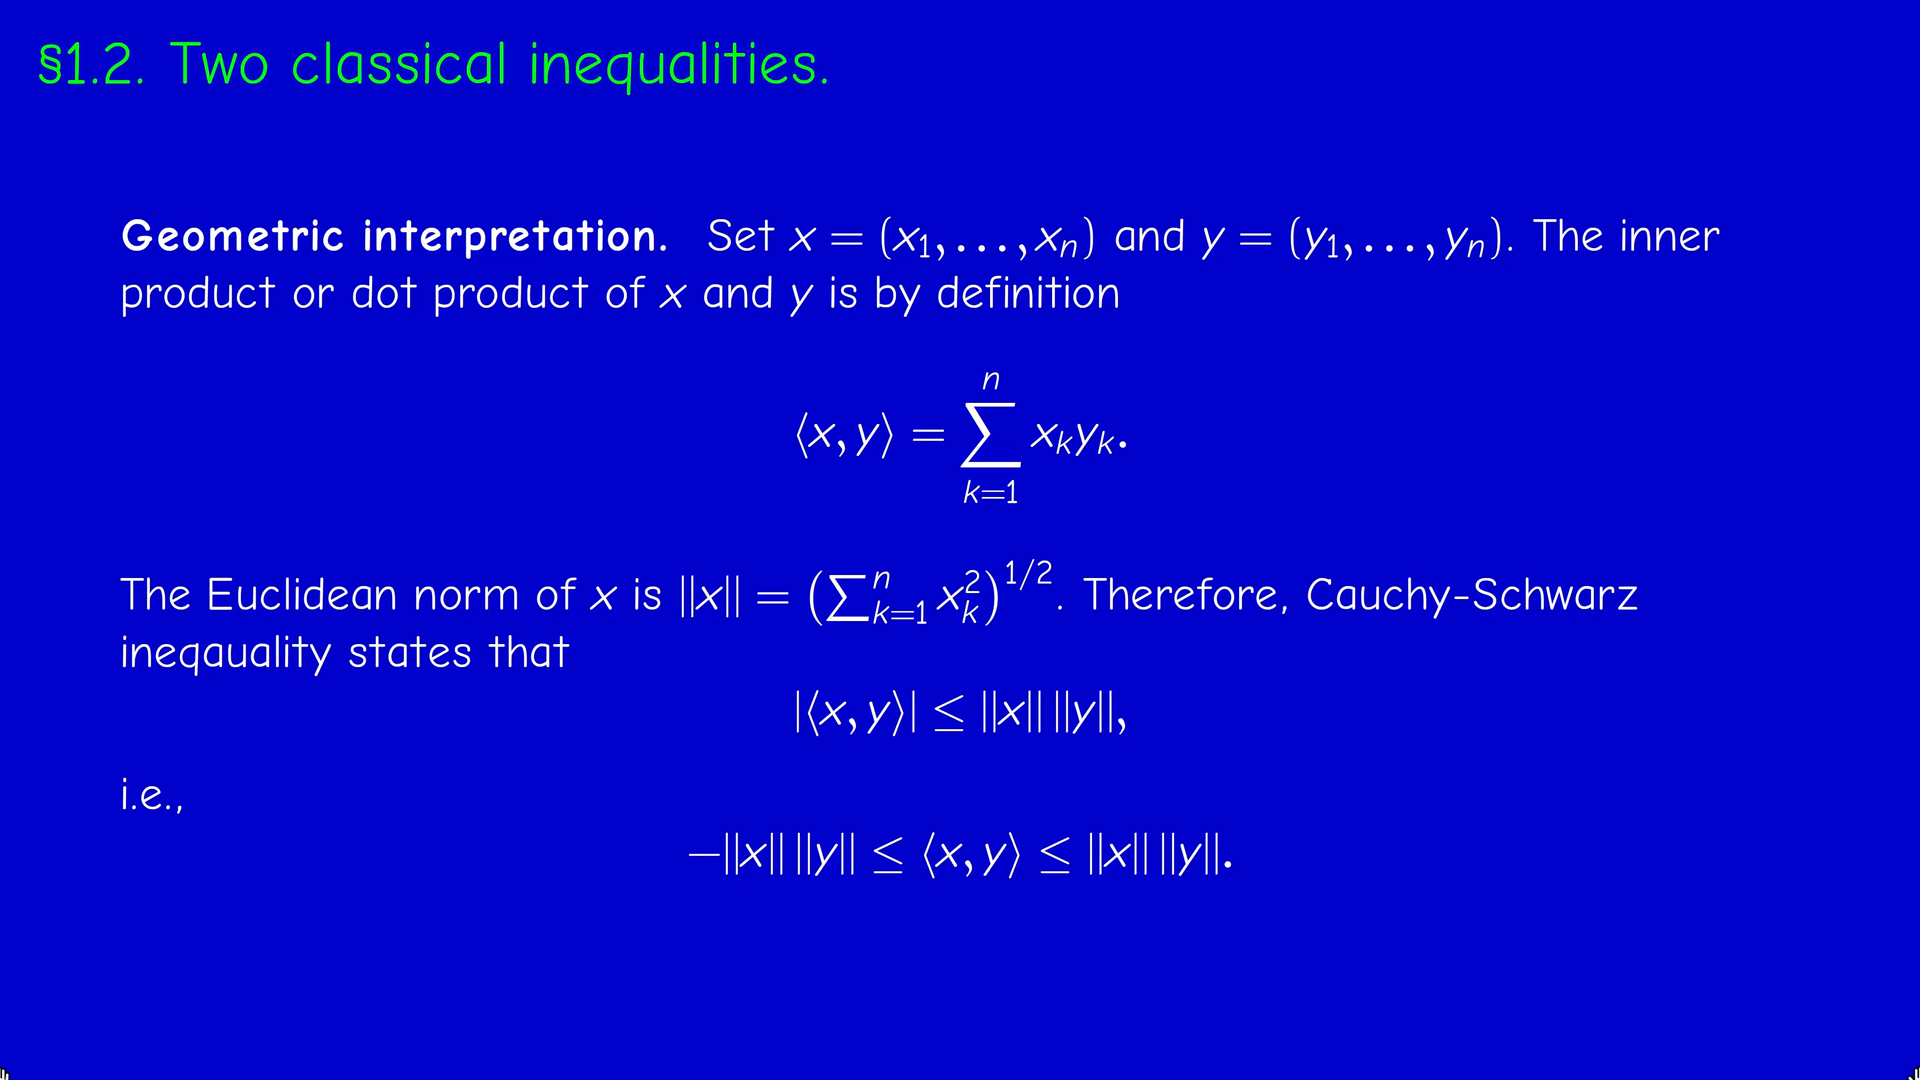 §1.2. Two classical inequalities.
Geometric interpretation. Set x = (x₁, . . . , xₙ) and y = (y₁, . . . , yₙ). The inner
product or dot product of x and y is by definition
⟨x, y⟩ = ∑ₖ₌₁ⁿ xₖyₖ.
The Euclidean norm of x is ‖x‖ = (∑ₖ₌₁ⁿ xₖ²)^{1/2}. Therefore, Cauchy-Schwarz
ineqauality states that
|⟨x, y⟩| ≤ ‖x‖ ‖y‖,
i.e.,
−‖x‖ ‖y‖ ≤ ⟨x, y⟩ ≤ ‖x‖ ‖y‖.